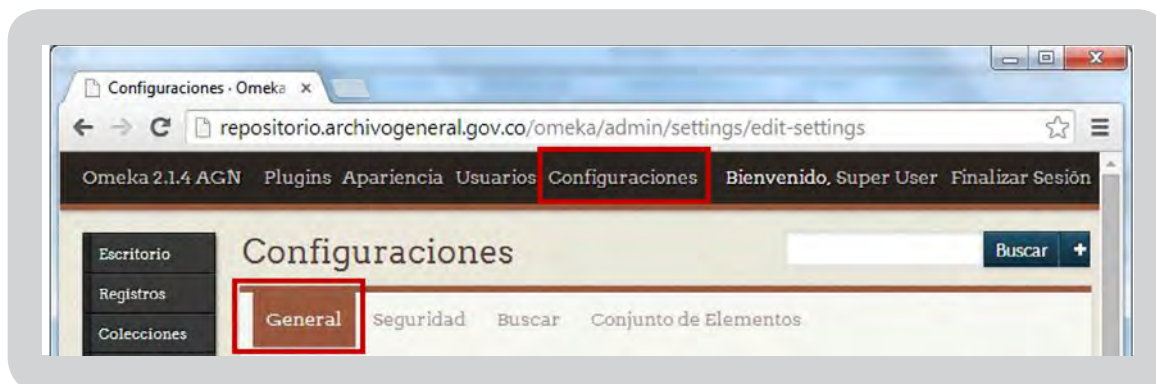 Configuraciones · Omeka
repositorio.archivogeneral.gov.co/omeka/admin/settings/edit-settings
Omeka 2.1.4 AGN Plugins Apariencia Usuarios Configuraciones Bienvenido, Super User Finalizar Sesión
Escritorio
Configuraciones
Buscar +
Registros
General Seguridad Buscar Conjunto de Elementos
Colecciones